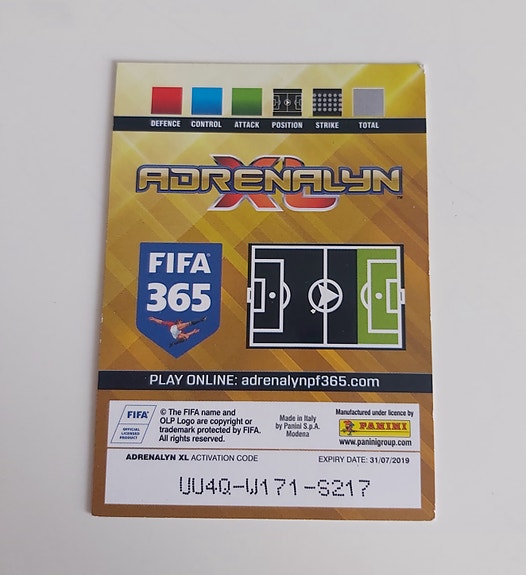 DEFENCE CONTROL ATTACK POSITION STRIKE TOTAL
ADRENALYN
XL
™
FIFA®
365
PLAY ONLINE: adrenalynpf365.com
FIFA®
OFFICIAL
LICENSED
PRODUCT
© The FIFA name and
OLP Logo are copyright or
trademark protected by FIFA.
All rights reserved.
Made in Italy
by Panini S.p.A.
Modena
Manufactured under licence by
PANINI
www.paninigroup.com
ADRENALYN XL ACTIVATION CODE
EXPIRY DATE: 31/07/2019
UU4Q-W171-S217